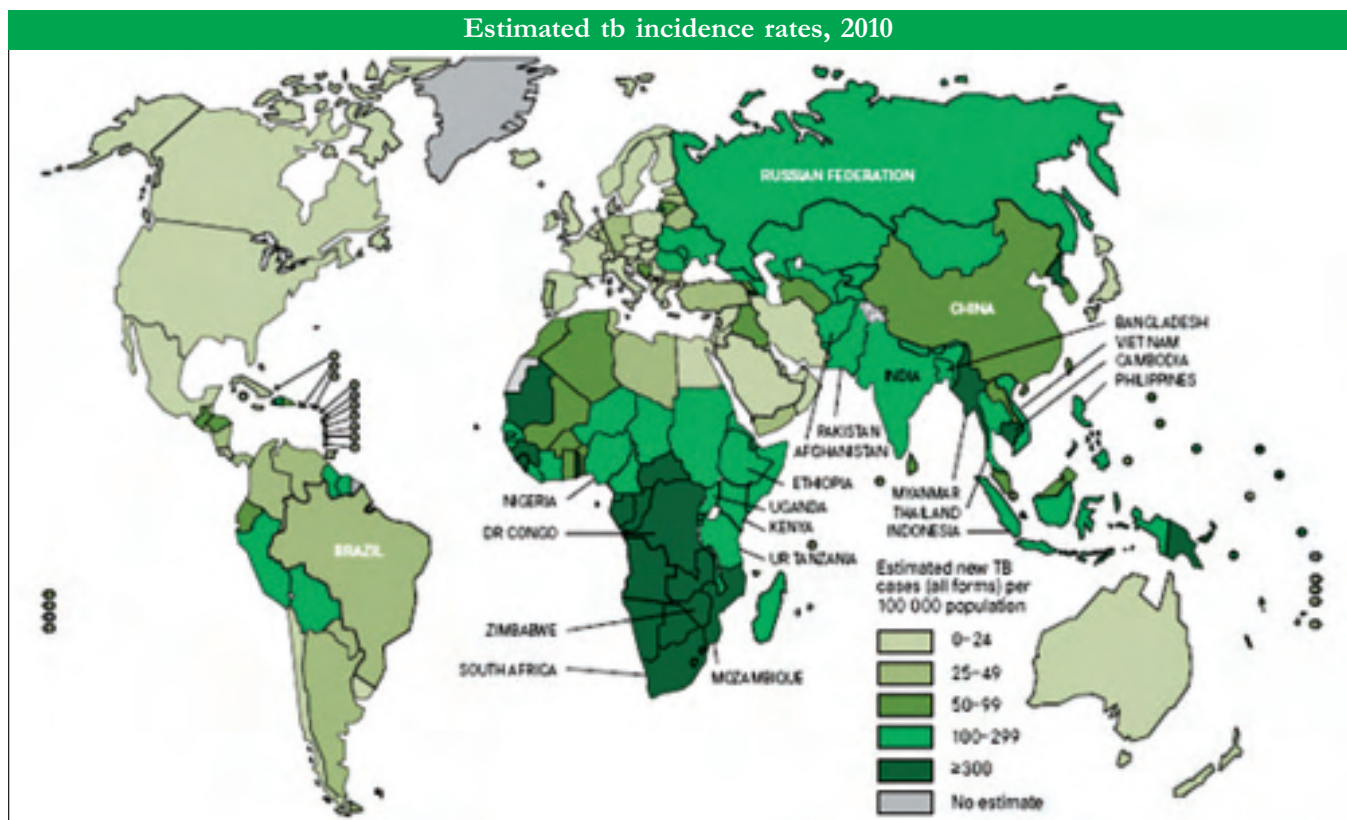 Estimated tb incidence rates, 2010
RUSSIAN FEDERATION
CHINA
BANGLADESH
VIET NAM
CAMBODIA
PHILIPPINES
INDIA
PAKISTAN
AFGHANISTAN
ETHIOPIA
NIGERIA
UGANDA
MYANMAR
THAILAND
INDONESIA
KENYA
DR CONGO
BRAZIL
UR TANZANIA
Estimated new TB
cases (all forms) per
100 000 population
ZIMBABWE
0-24
SOUTH AFRICA
MOZAMBIQUE
25-49
50-99
100-299
≥300
No estimate